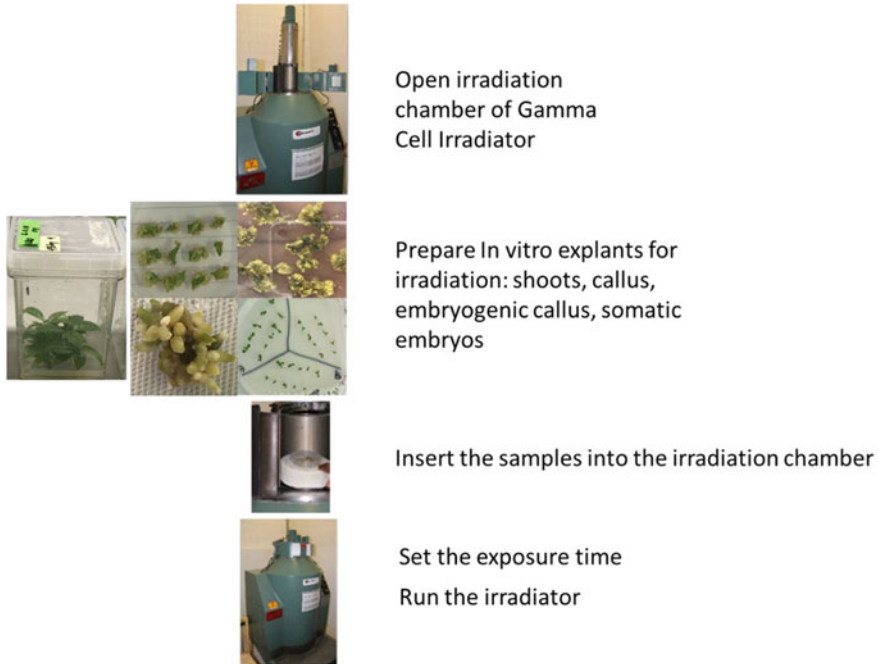 Open irradiation
chamber of Gamma
Cell Irradiator
Prepare In vitro explants for
irradiation: shoots, callus,
embryogenic callus, somatic
embryos
Insert the samples into the irradiation chamber
Set the exposure time
Run the irradiator